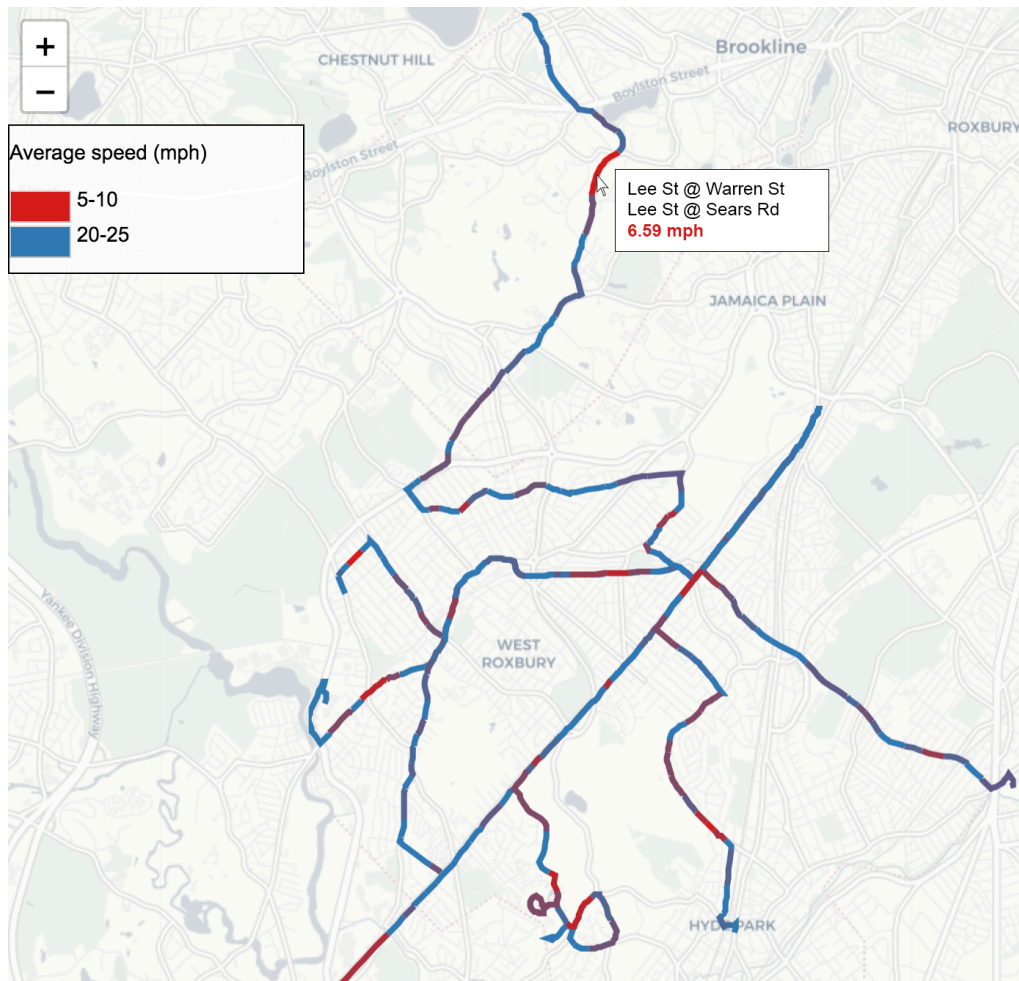 +
−
CHESTNUT HILL
Brookline
Boylston Street
ROXBURY
Average speed (mph)
Boylston Street
5-10
20-25
Lee St @ Warren St
Lee St @ Sears Rd
6.59 mph
JAMAICA PLAIN
Yankee Division Highway
WEST
ROXBURY
HYDE PARK